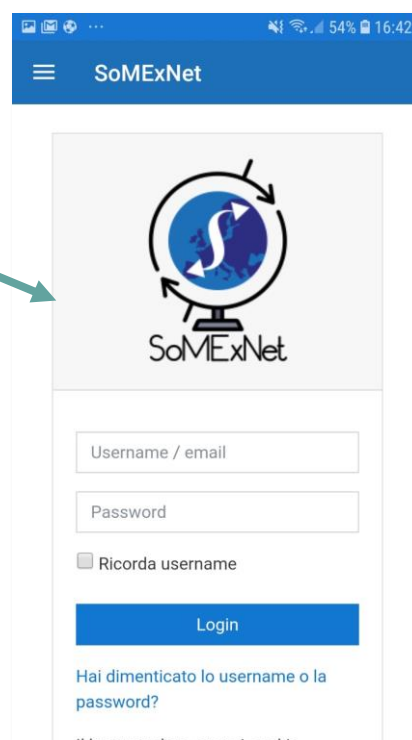 54% 16:42
SoMExNet
SoMExNet
Username / email
Password
Ricorda username
Login
Hai dimenticato lo username o la
password?